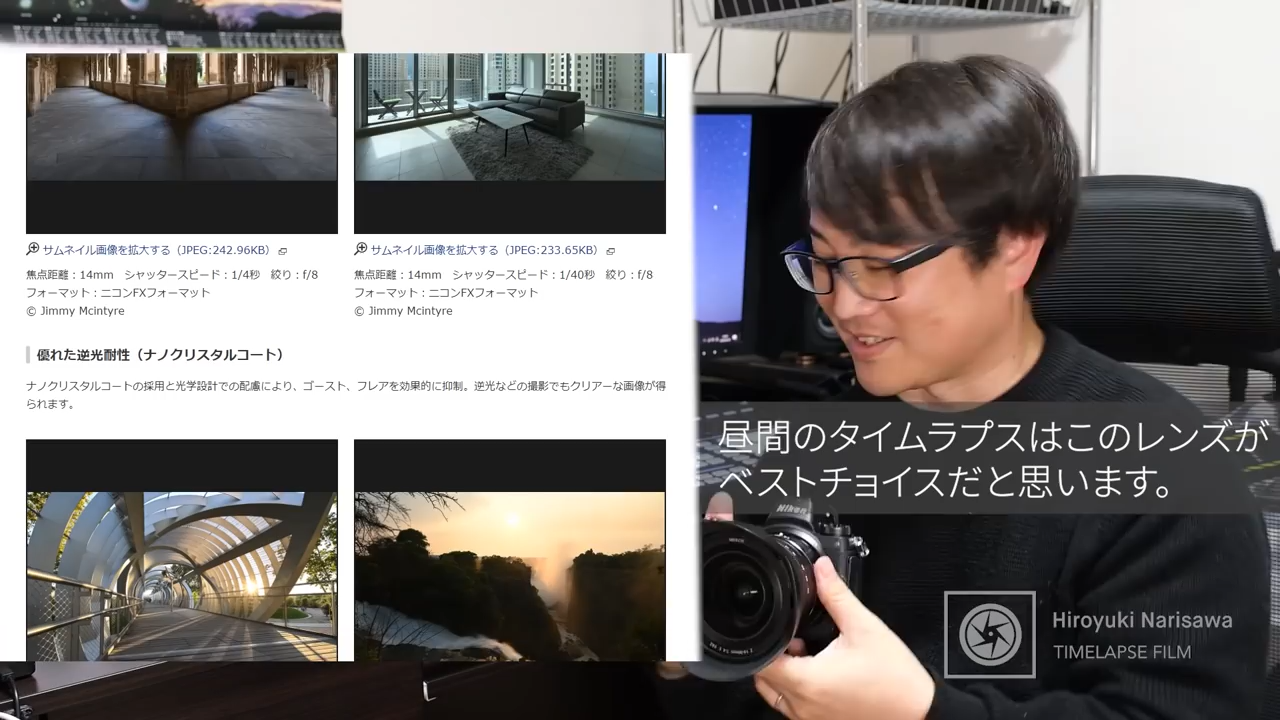 サムネイル画像を拡大する（JPEG:242.96KB）
焦点距離：14mm　シャッタースピード：1/4秒　絞り：f/8
フォーマット：ニコンFXフォーマット
© Jimmy Mcintyre
サムネイル画像を拡大する（JPEG:233.65KB）
焦点距離：14mm　シャッタースピード：1/40秒　絞り：f/8
フォーマット：ニコンFXフォーマット
© Jimmy Mcintyre
優れた逆光耐性（ナノクリスタルコート）
ナノクリスタルコートの採用と光学設計での配慮により、ゴースト、フレアを効果的に抑制。逆光などの撮影でもクリアーな画像が得
られます。
昼間のタイムラプスはこのレンズが
ベストチョイスだと思います。
Nikon
Hiroyuki Narisawa
TIMELAPSE FILM